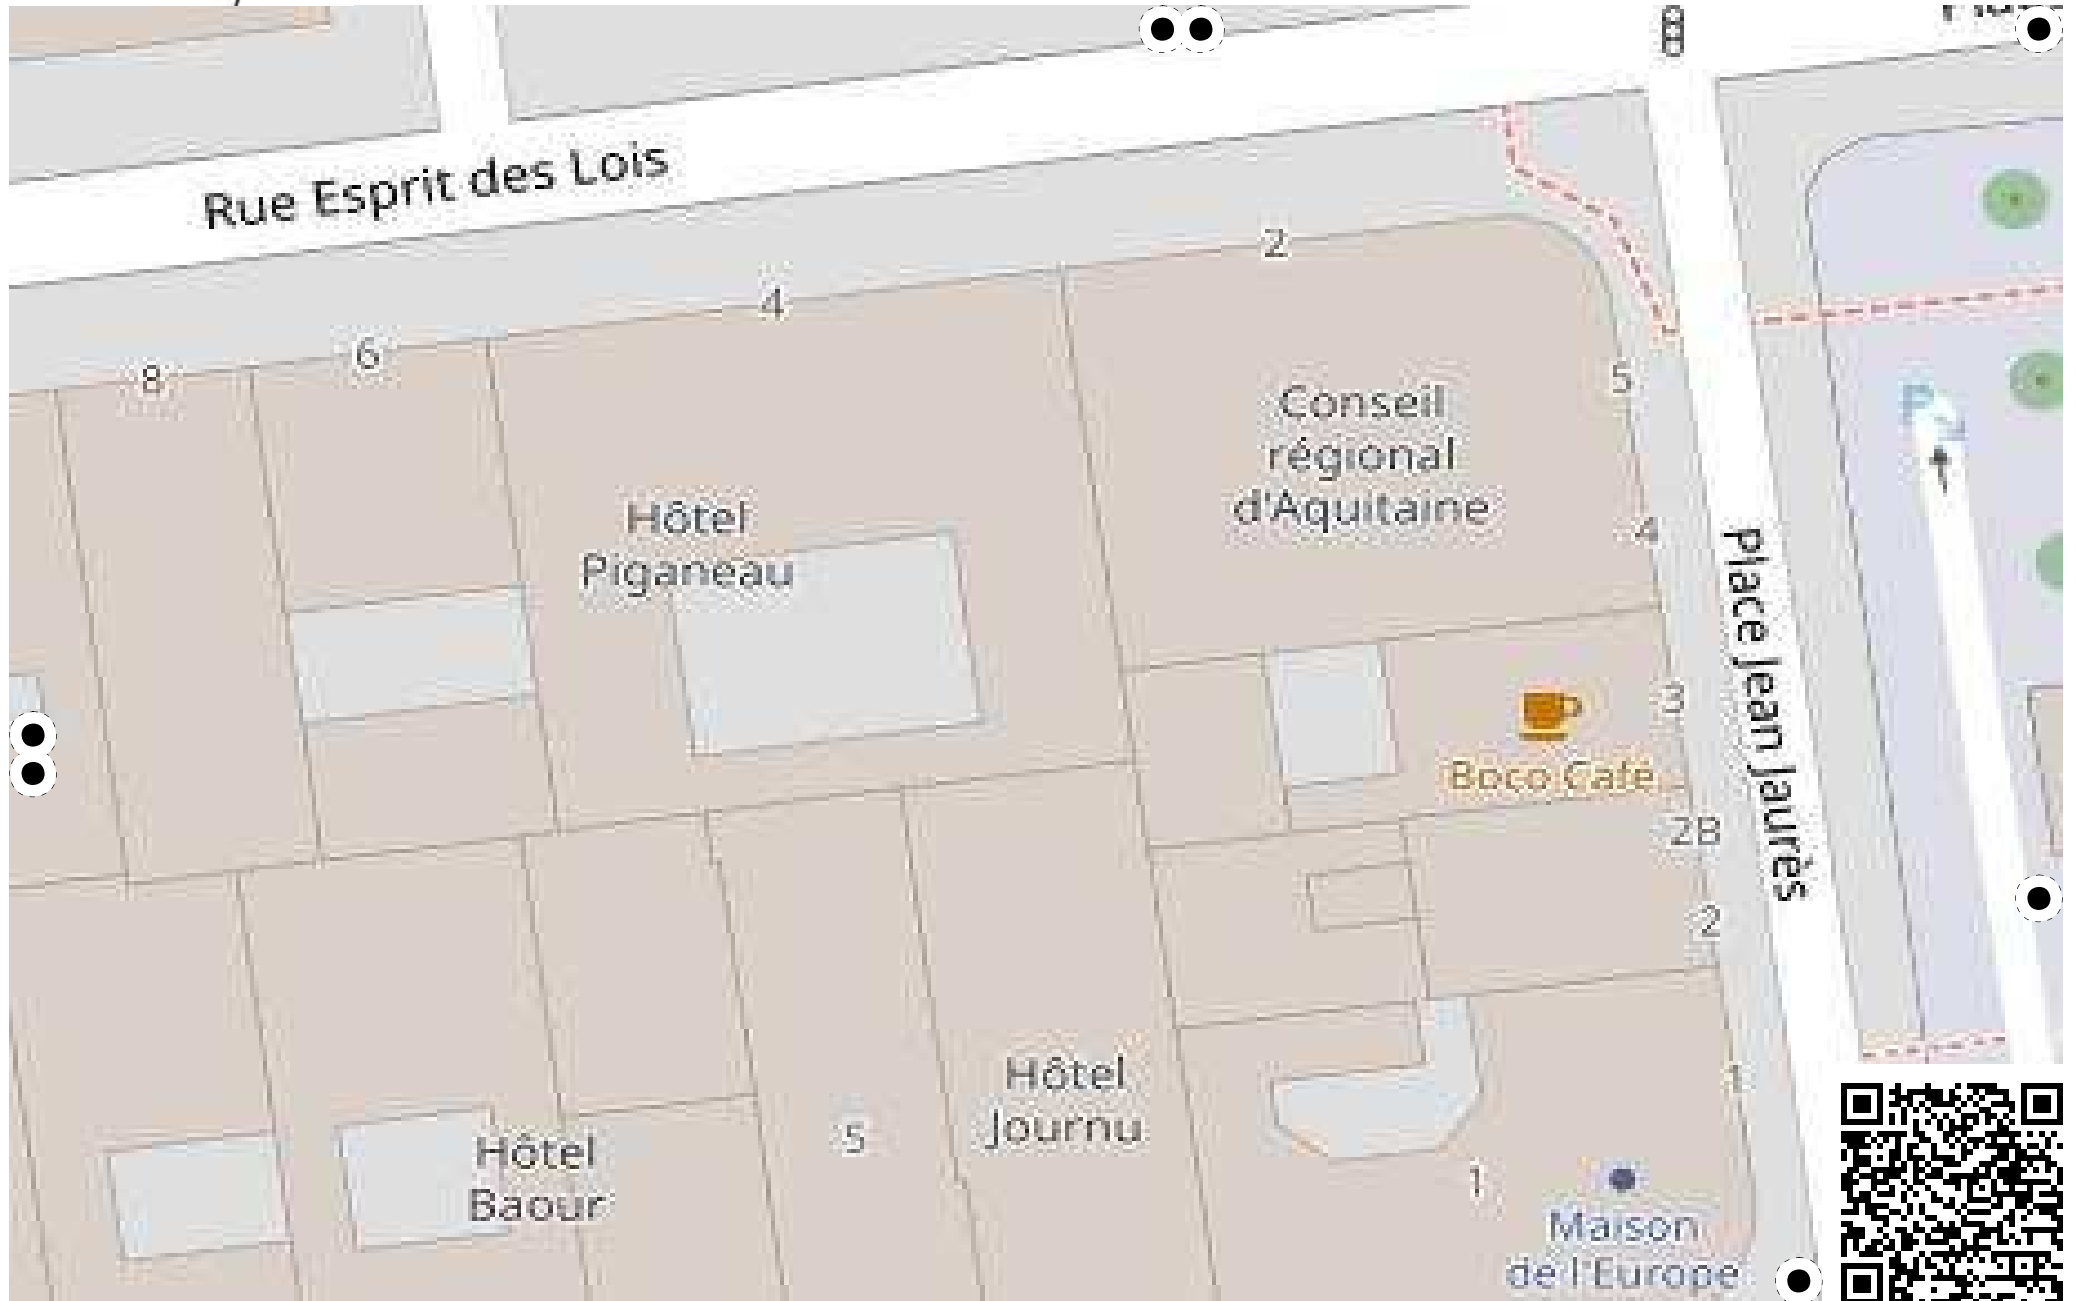 Rue Esprit des Lois
2
4
6
8
5
Conseil
régional
d'Aquitaine
Hôtel
Piganeau
4
P
Place Jean Jaurès
3
Boco Café
2B
2
Hôtel
Journu
1
5
Hôtel
Baour
1
Maison
de l'Europe